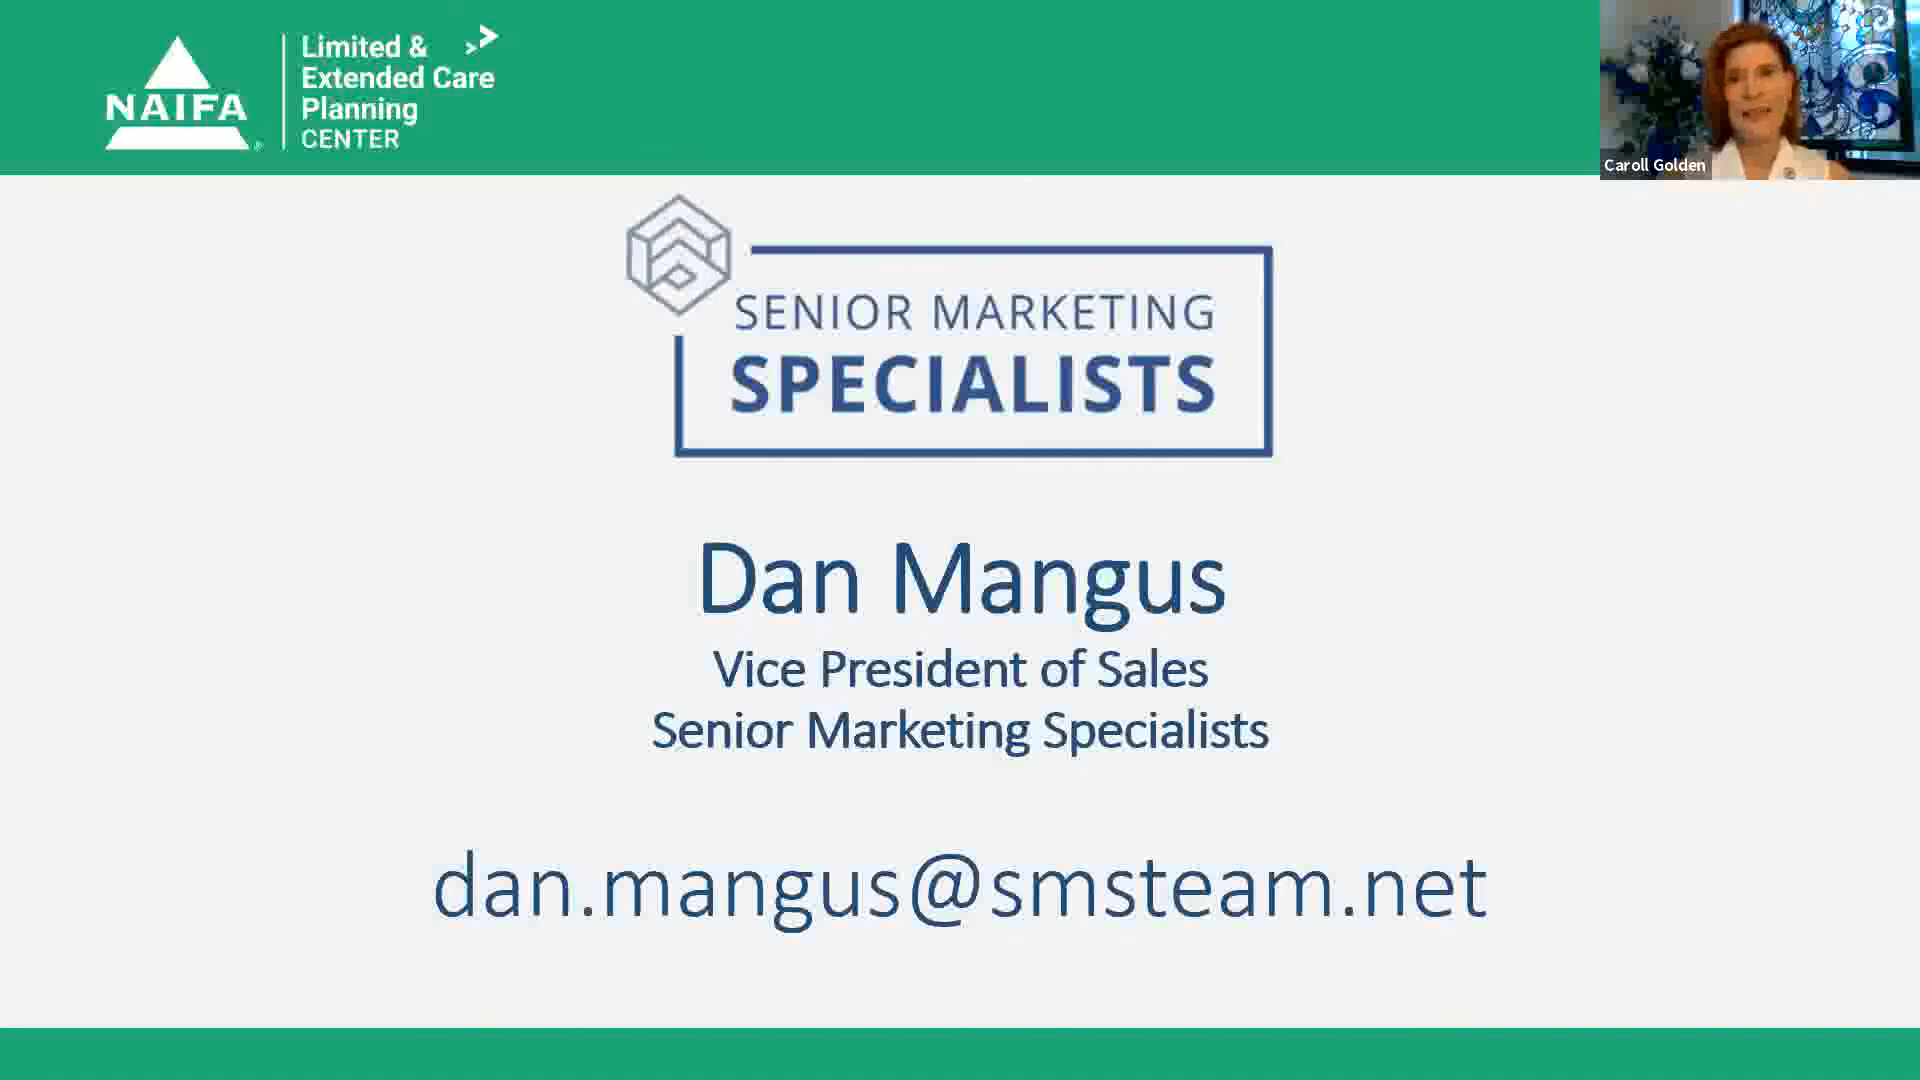 NAIFA
Limited &
Extended Care
Planning
CENTER
Caroll Golden
SENIOR MARKETING
SPECIALISTS
Dan Mangus
Vice President of Sales
Senior Marketing Specialists
dan.mangus@smsteam.net